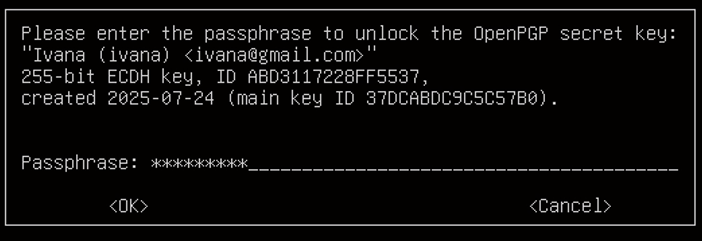 Please enter the passphrase to unlock the OpenPGP secret key:
"Ivana (ivana) <ivana@gmail.com>"
255-bit ECDH key, ID ABD3117228FF5537,
created 2025-07-24 (main key ID 37DCABDC9C5C57B0).
Passphrase: *********________________________________________
<OK> <Cancel>